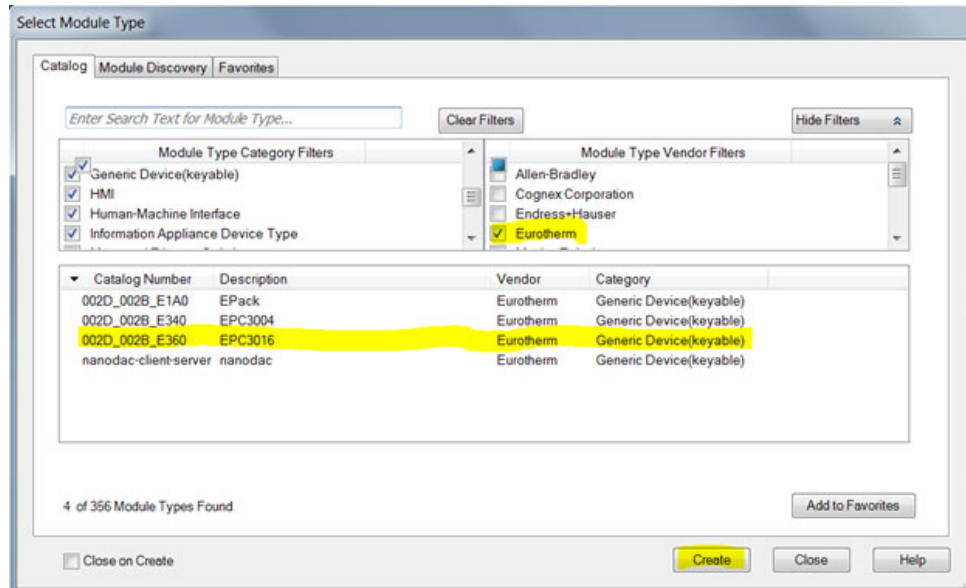 Select Module Type
Catalog Module Discovery Favorites
Enter Search Text for Module Type...
Clear Filters
Hide Filters
Module Type Category Filters
Generic Device(keyable)
HMI
Human-Machine Interface
Information Appliance Device Type
Module Type Vendor Filters
Allen-Bradley
Cognex Corporation
Endress+Hauser
Eurotherm
Catalog Number Description Vendor Category
002D_002B_E1A0 EPack Eurotherm Generic Device(keyable)
002D_002B_E340 EPC3004 Eurotherm Generic Device(keyable)
002D_002B_E360 EPC3016 Eurotherm Generic Device(keyable)
nanodac-client-server nanodac Eurotherm Generic Device(keyable)
4 of 356 Module Types Found
Add to Favorites
Close on Create
Create Close Help